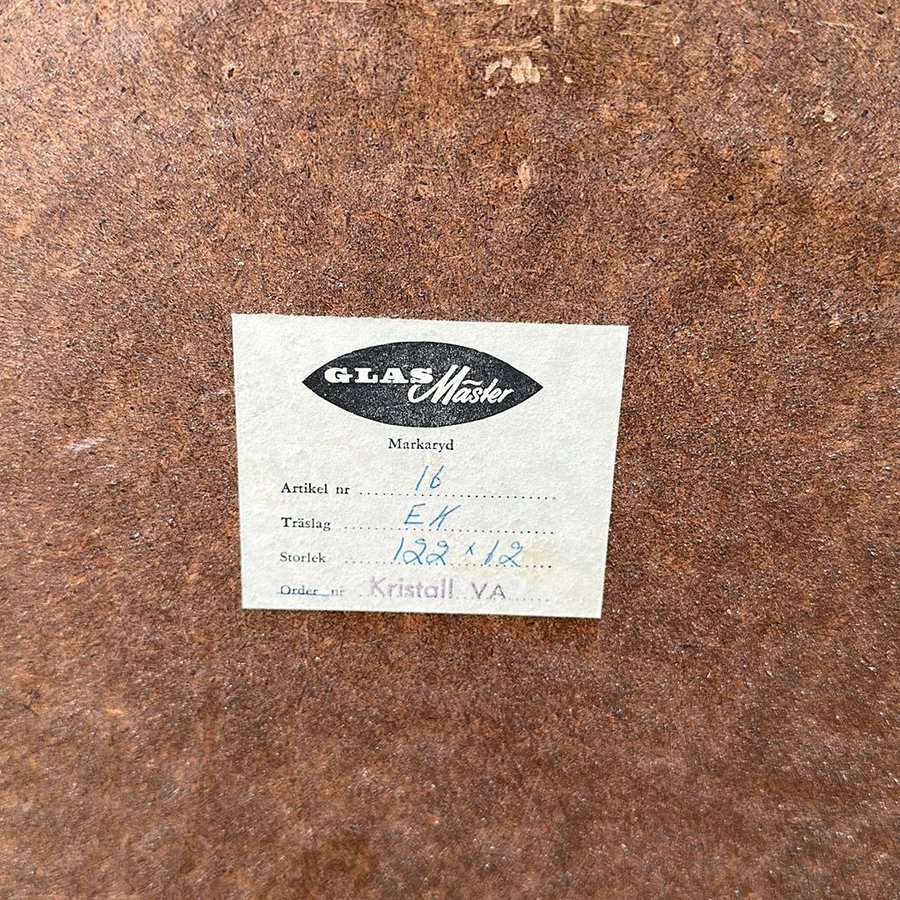 GLAS Mäster
Markaryd
Artikel nr 16
Träslag EK
Storlek 122 x 12
Order nr Kristall VA